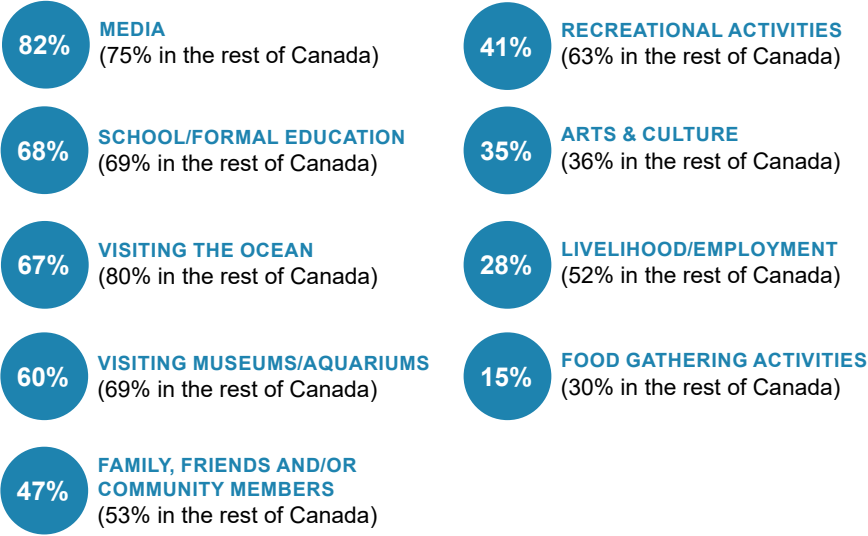 82%
MEDIA
(75% in the rest of Canada)
68%
SCHOOL/FORMAL EDUCATION
(69% in the rest of Canada)
67%
VISITING THE OCEAN
(80% in the rest of Canada)
60%
VISITING MUSEUMS/AQUARIUMS
(69% in the rest of Canada)
47%
FAMILY, FRIENDS AND/OR
COMMUNITY MEMBERS
(53% in the rest of Canada)
41%
RECREATIONAL ACTIVITIES
(63% in the rest of Canada)
35%
ARTS & CULTURE
(36% in the rest of Canada)
28%
LIVELIHOOD/EMPLOYMENT
(52% in the rest of Canada)
15%
FOOD GATHERING ACTIVITIES
(30% in the rest of Canada)